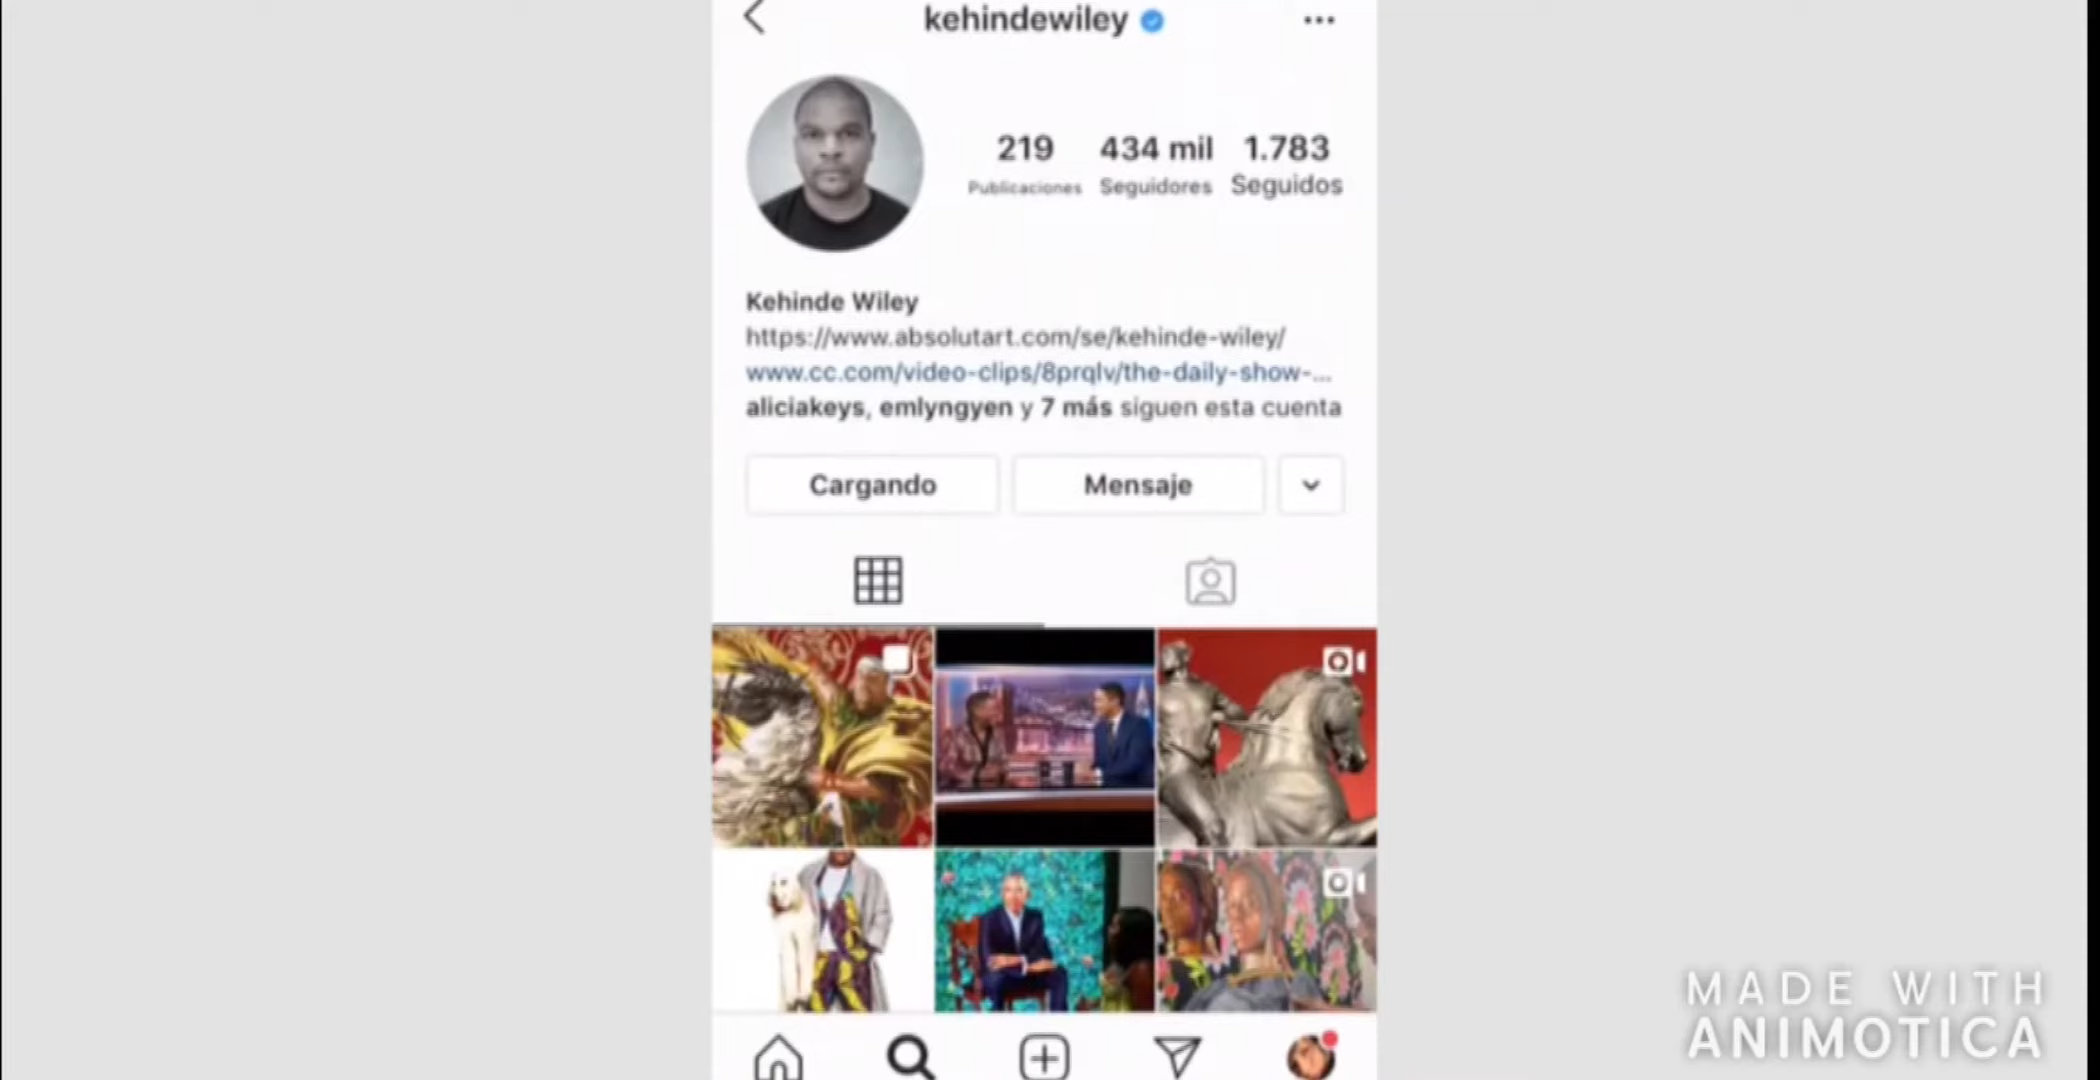 kehindewiley
219 434 mil 1.783
Publicaciones Seguidores Seguidos
Kehinde Wiley
https://www.absolutart.com/se/kehinde-wiley/
www.cc.com/video-clips/8prqlv/the-daily-show-...
aliciakeys, emlyngyen y 7 más siguen esta cuenta
Cargando Mensaje
MADE WITH
ANIMOTICA